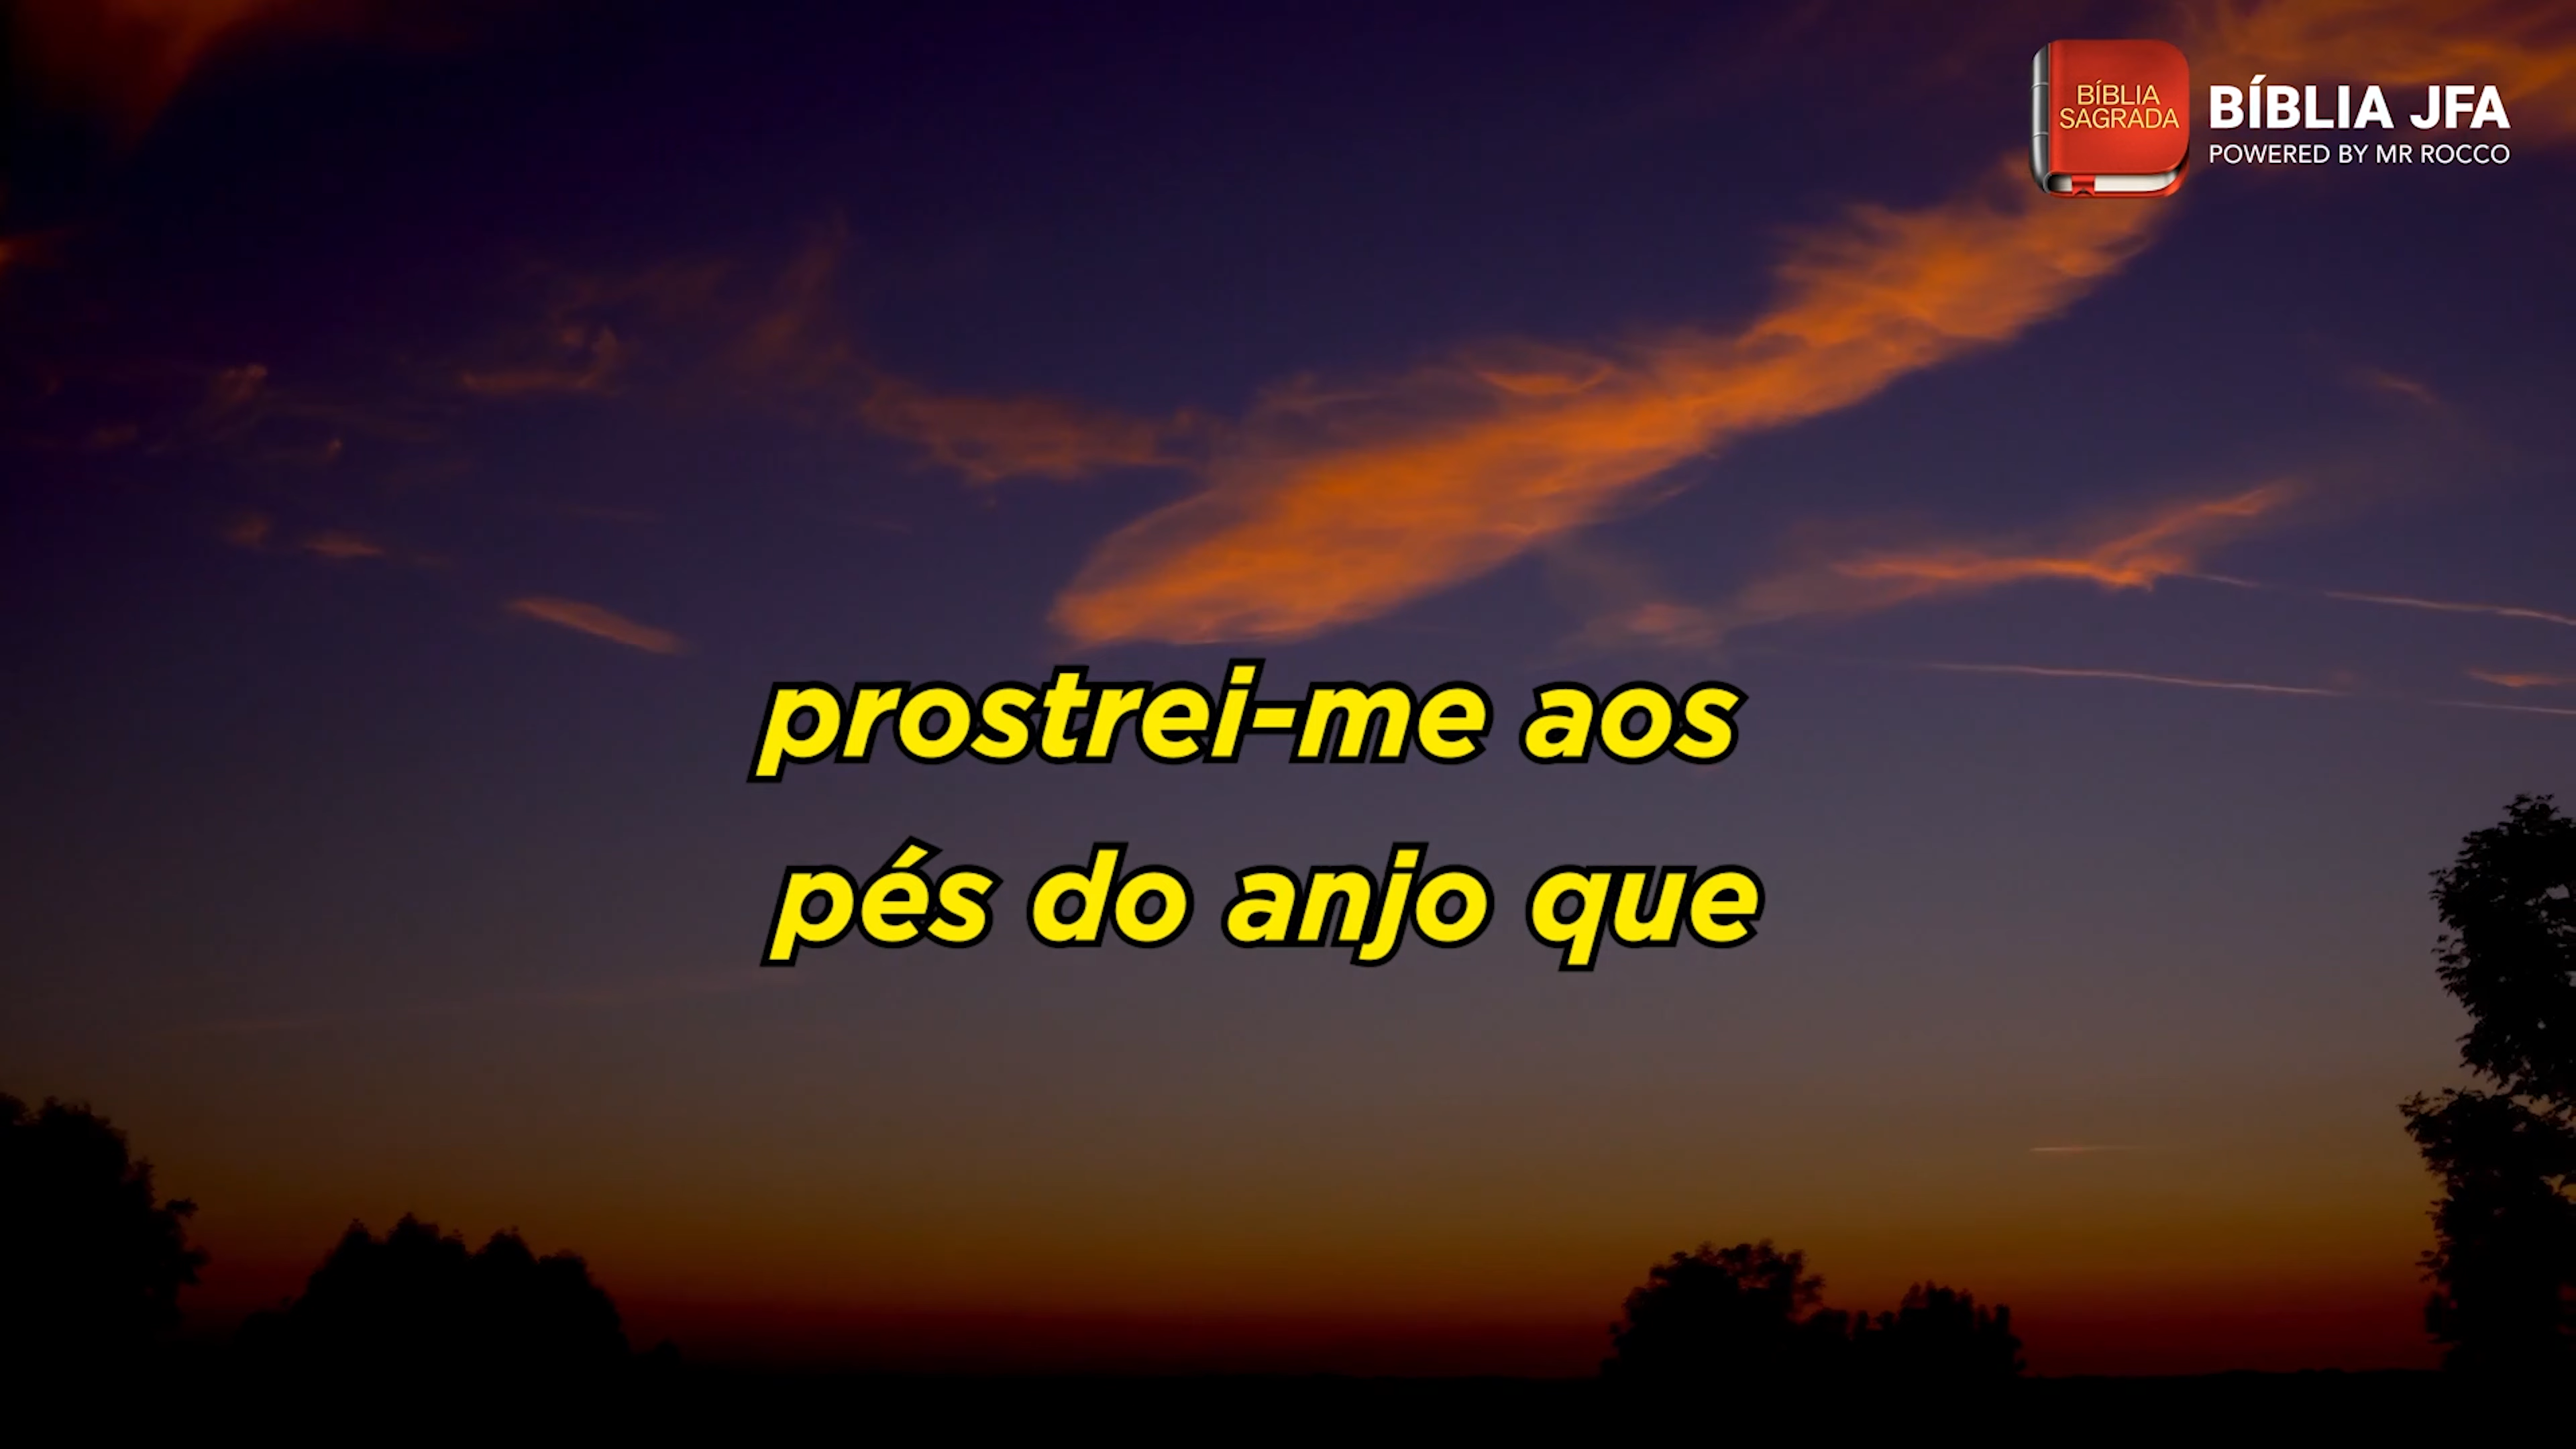 BÍBLIA
SAGRADA
BÍBLIA JFA
POWERED BY MR ROCCO
prostrei-me aos
pés do anjo que